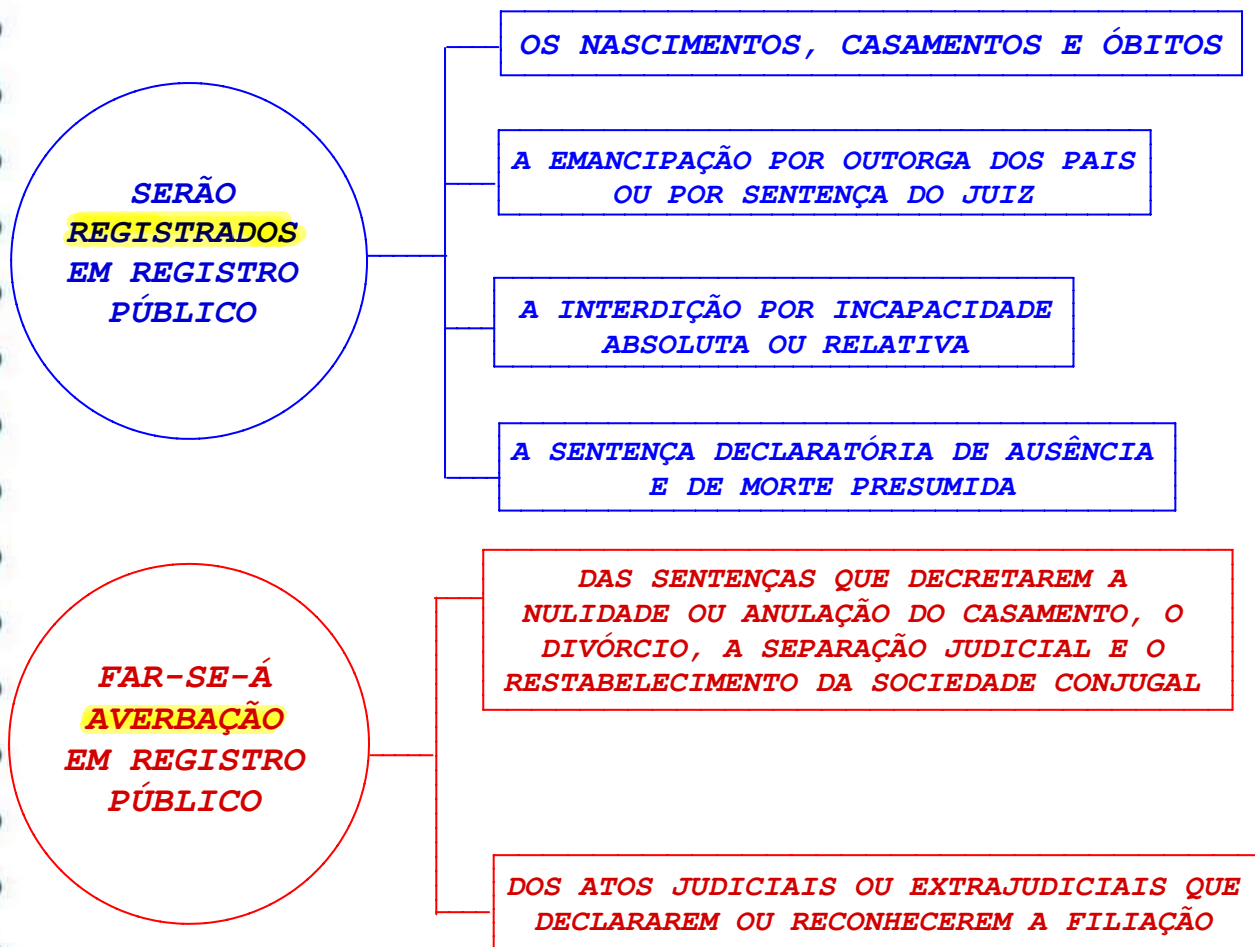 OS NASCIMENTOS, CASAMENTOS E ÓBITOS
A EMANCIPAÇÃO POR OUTORGA DOS PAIS
OU POR SENTENÇA DO JUIZ
SERÃO
REGISTRADOS
EM REGISTRO
PÚBLICO
A INTERDIÇÃO POR INCAPACIDADE
ABSOLUTA OU RELATIVA
A SENTENÇA DECLARATÓRIA DE AUSÊNCIA
E DE MORTE PRESUMIDA
DAS SENTENÇAS QUE DECRETAREM A
NULIDADE OU ANULAÇÃO DO CASAMENTO, O
DIVÓRCIO, A SEPARAÇÃO JUDICIAL E O
RESTABELECIMENTO DA SOCIEDADE CONJUGAL
FAR-SE-Á
AVERBAÇÃO
EM REGISTRO
PÚBLICO
DOS ATOS JUDICIAIS OU EXTRAJUDICIAIS QUE
DECLARAREM OU RECONHECEREM A FILIAÇÃO